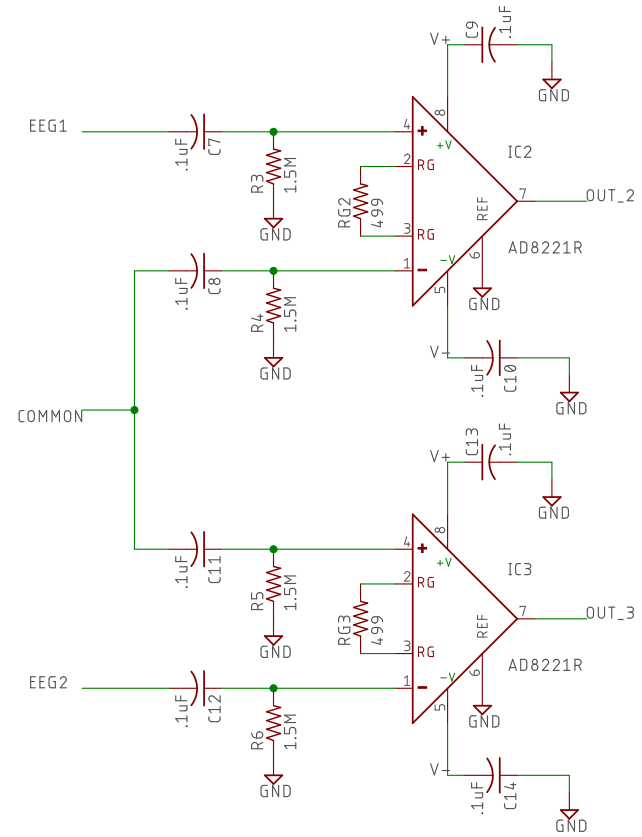 V+
C9
.1uF
GND
EEG1
.1uF
C7
R3
1.5M
GND
4
+
8
+V
2
RG
RG2
499
3
RG
IC2
REF
7
OUT_2
AD8221R
-V
6
GND
1
-
5
.1uF
C8
R4
1.5M
GND
V-
.1uF
C10
GND
COMMON
V+
C13
.1uF
GND
.1uF
C11
R5
1.5M
GND
4
+
8
+V
2
RG
RG3
499
3
RG
IC3
REF
7
OUT_3
AD8221R
-V
6
GND
EEG2
1
-
5
.1uF
C12
R6
1.5M
GND
V-
.1uF
C14
GND